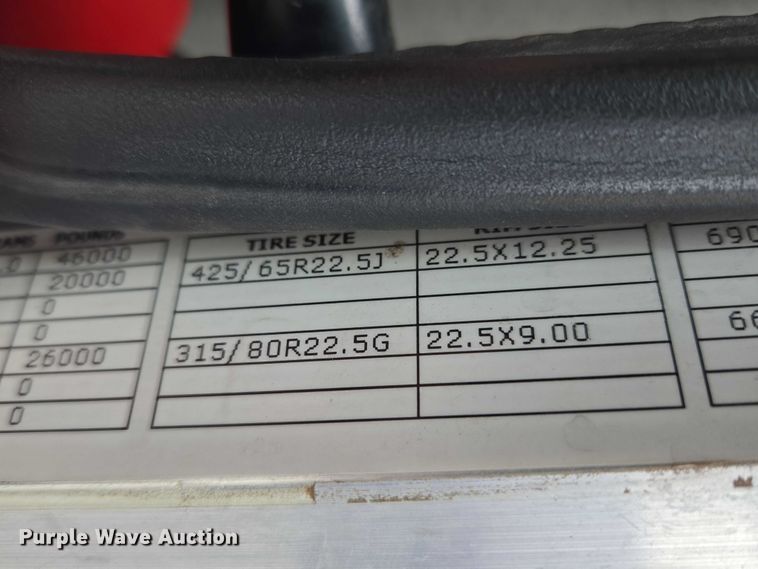 POUNDS TIRE SIZE
46000 425/65R22.5J 22.5X12.25 690
20000
0
26000 315/80R22.5G 22.5X9.00 66
0
0
Purple Wave Auction